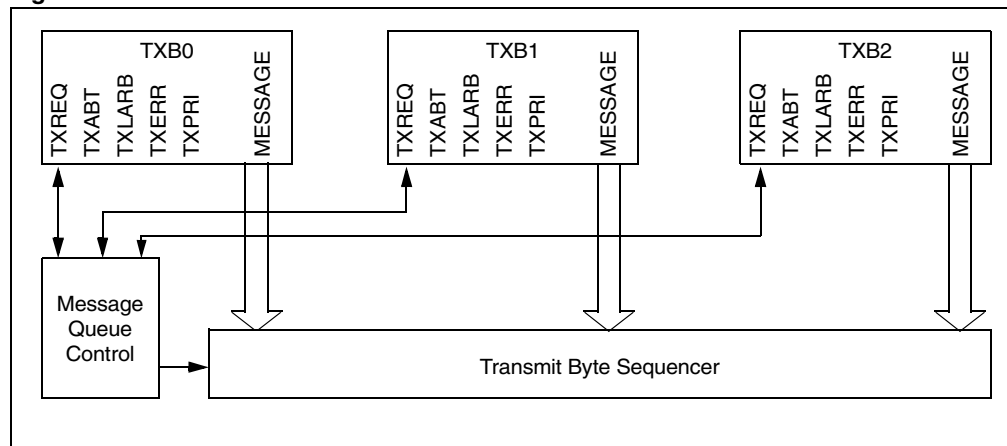 TXB0
TXREQ
TXABT
TXLARB
TXERR
TXPRI
MESSAGE
TXB1
TXREQ
TXABT
TXLARB
TXERR
TXPRI
MESSAGE
TXB2
TXREQ
TXABT
TXLARB
TXERR
TXPRI
MESSAGE
Message
Queue
Control
Transmit Byte Sequencer